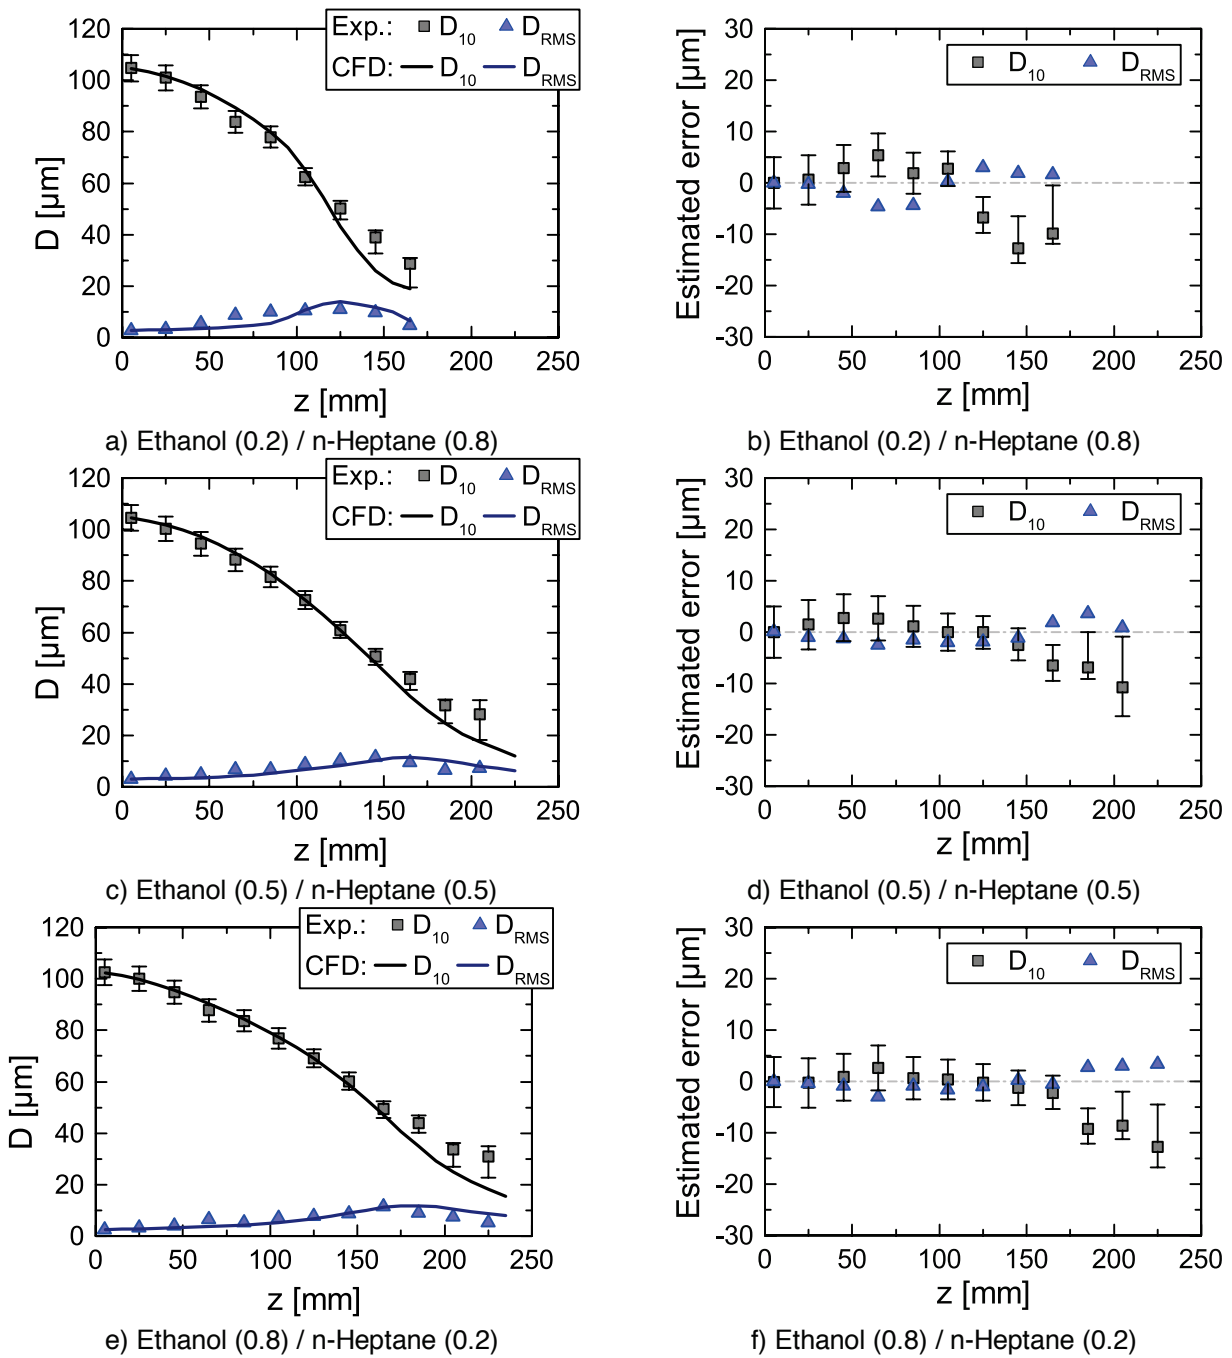 Exp.: D10 DRMS
CFD: D10 DRMS
D [µm]
120
100
80
60
40
20
0
0 50 100 150 200 250
z [mm]
a) Ethanol (0.2) / n-Heptane (0.8)
D10 DRMS
Estimated error [µm]
30
20
10
0
-10
-20
-30
0 50 100 150 200 250
z [mm]
b) Ethanol (0.2) / n-Heptane (0.8)
Exp.: D10 DRMS
CFD: D10 DRMS
D [µm]
120
100
80
60
40
20
0
0 50 100 150 200 250
z [mm]
c) Ethanol (0.5) / n-Heptane (0.5)
D10 DRMS
Estimated error [µm]
30
20
10
0
-10
-20
-30
0 50 100 150 200 250
z [mm]
d) Ethanol (0.5) / n-Heptane (0.5)
Exp.: D10 DRMS
CFD: D10 DRMS
D [µm]
120
100
80
60
40
20
0
0 50 100 150 200 250
z [mm]
e) Ethanol (0.8) / n-Heptane (0.2)
D10 DRMS
Estimated error [µm]
30
20
10
0
-10
-20
-30
0 50 100 150 200 250
z [mm]
f) Ethanol (0.8) / n-Heptane (0.2)